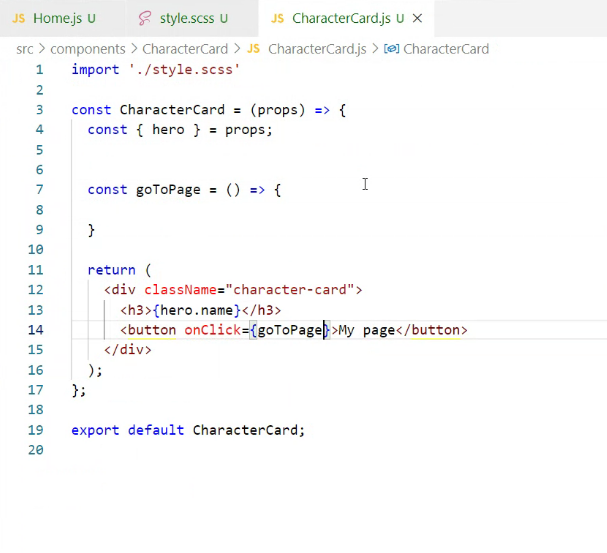 JS Home.js U style.scss U JS CharacterCard.js U ×
src > components > CharacterCard > JS CharacterCard.js > CharacterCard
1 import './style.scss'
2
3 const CharacterCard = (props) => {
4 const { hero } = props;
5
6
7 const goToPage = () => {
8
9 }
10
11 return (
12 <div className="character-card">
13 <h3>{hero.name}</h3>
14 <button onClick={goToPage}>My page</button>
15 </div>
16 );
17 };
18
19 export default CharacterCard;
20